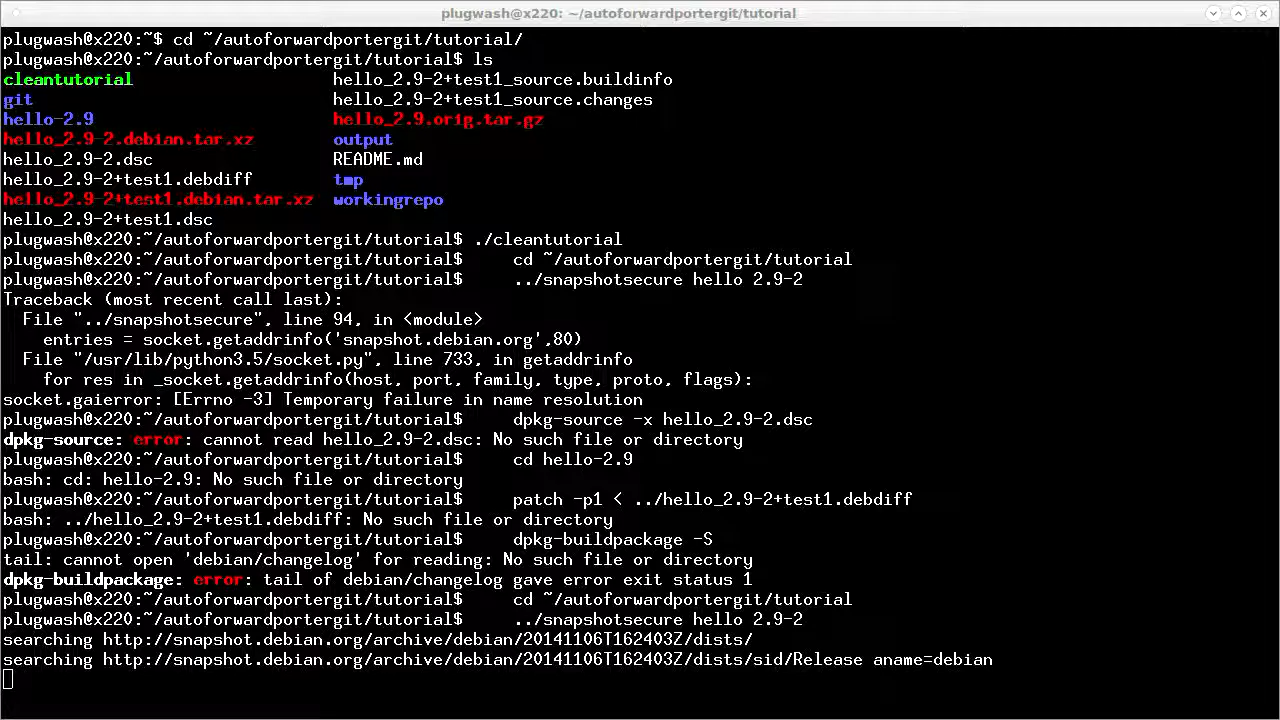 plugwash@x220: ~/autoforwardportergit/tutorial
plugwash@x220:~$ cd ~/autoforwardportergit/tutorial/
plugwash@x220:~/autoforwardportergit/tutorial$ ls
cleantutorial hello_2.9-2+test1_source.buildinfo
git hello_2.9-2+test1_source.changes
hello-2.9 hello_2.9.orig.tar.gz
hello_2.9-2.debian.tar.xz output
hello_2.9-2.dsc README.md
hello_2.9-2+test1.debdiff tmp
hello_2.9-2+test1.debian.tar.xz workingrepo
hello_2.9-2+test1.dsc
plugwash@x220:~/autoforwardportergit/tutorial$ ./cleantutorial
plugwash@x220:~/autoforwardportergit/tutorial$ cd ~/autoforwardportergit/tutorial
plugwash@x220:~/autoforwardportergit/tutorial$ ../snapshotsecure hello 2.9-2
Traceback (most recent call last):
File "../snapshotsecure", line 94, in <module>
entries = socket.getaddrinfo('snapshot.debian.org',80)
File "/usr/lib/python3.5/socket.py", line 733, in getaddrinfo
for res in _socket.getaddrinfo(host, port, family, type, proto, flags):
socket.gaierror: [Errno -3] Temporary failure in name resolution
plugwash@x220:~/autoforwardportergit/tutorial$ dpkg-source -x hello_2.9-2.dsc
dpkg-source: error: cannot read hello_2.9-2.dsc: No such file or directory
plugwash@x220:~/autoforwardportergit/tutorial$ cd hello-2.9
bash: cd: hello-2.9: No such file or directory
plugwash@x220:~/autoforwardportergit/tutorial$ patch -p1 < ../hello_2.9-2+test1.debdiff
bash: ../hello_2.9-2+test1.debdiff: No such file or directory
plugwash@x220:~/autoforwardportergit/tutorial$ dpkg-buildpackage -S
tail: cannot open 'debian/changelog' for reading: No such file or directory
dpkg-buildpackage: error: tail of debian/changelog gave error exit status 1
plugwash@x220:~/autoforwardportergit/tutorial$ cd ~/autoforwardportergit/tutorial
plugwash@x220:~/autoforwardportergit/tutorial$ ../snapshotsecure hello 2.9-2
searching http://snapshot.debian.org/archive/debian/20141106T162403Z/dists/
searching http://snapshot.debian.org/archive/debian/20141106T162403Z/dists/sid/Release aname=debian